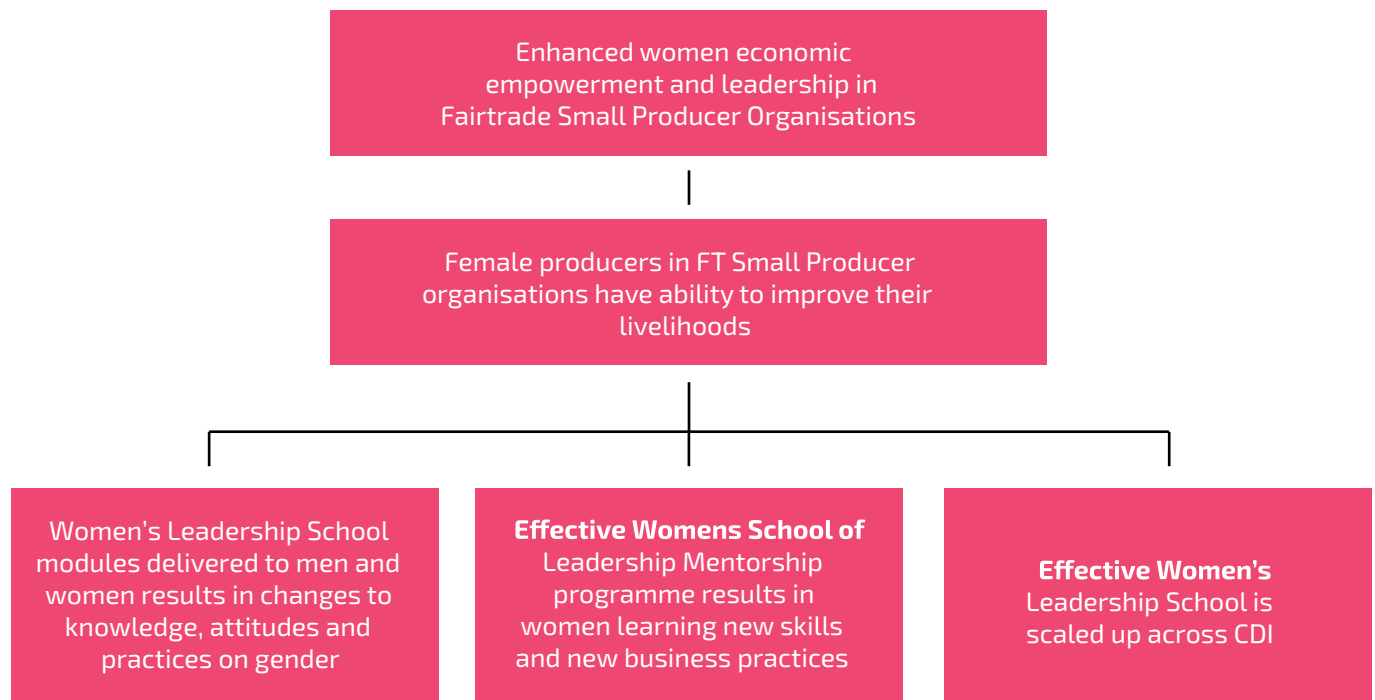 Enhanced women economic
empowerment and leadership in
Fairtrade Small Producer Organisations
Female producers in FT Small Producer
organisations have ability to improve their
livelihoods
Women’s Leadership School
modules delivered to men and
women results in changes to
knowledge, attitudes and
practices on gender
Effective Womens School of
Leadership Mentorship
programme results in
women learning new skills
and new business practices
Effective Women’s
Leadership School is
scaled up across CDI